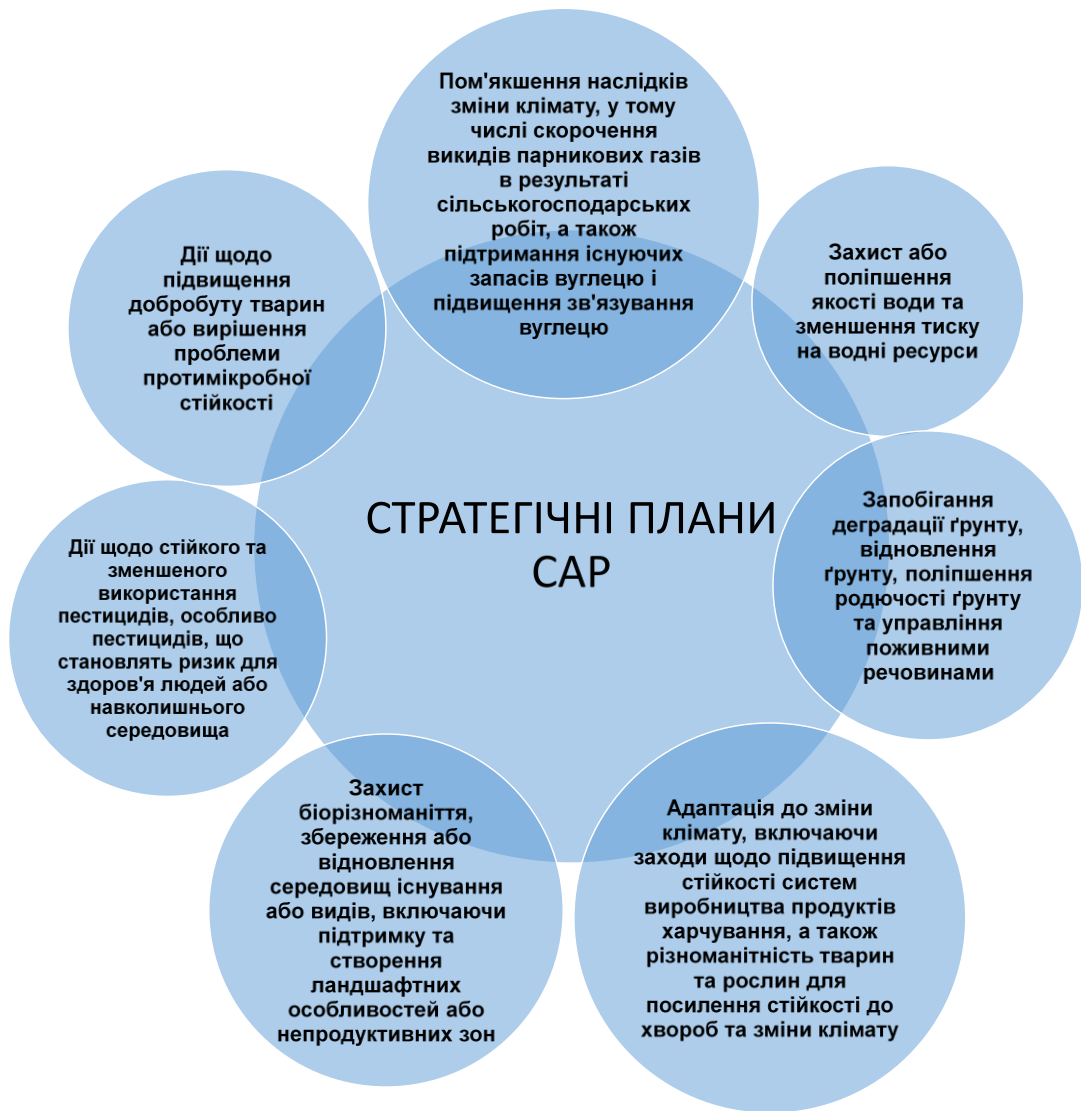 Пом'якшення наслідків
зміни клімату, у тому
числі скорочення
викидів парникових газів
в результаті
сільськогосподарських
робіт, а також
підтримання існуючих
запасів вуглецю і
підвищення зв'язування
вуглецю
Захист або
поліпшення
якості води та
зменшення тиску
на водні ресурси
Запобігання
деградації ґрунту,
відновлення
ґрунту, поліпшення
родючості ґрунту
та управління
поживними
речовинами
Адаптація до зміни
клімату, включаючи
заходи щодо підвищення
стійкості систем
виробництва продуктів
харчування, а також
різноманітність тварин
та рослин для
посилення стійкості до
хвороб та зміни клімату
Захист
біорізноманіття,
збереження або
відновлення
середовищ існування
або видів, включаючи
підтримку та
створення
ландшафтних
особливостей або
непродуктивних зон
Дії щодо стійкого та
зменшеного
використання
пестицидів, особливо
пестицидів, що
становлять ризик для
здоров'я людей або
навколишнього
середовища
Дії щодо
підвищення
добробуту тварин
або вирішення
проблеми
протимікробної
стійкості
СТРАТЕГІЧНІ ПЛАНИ
САР